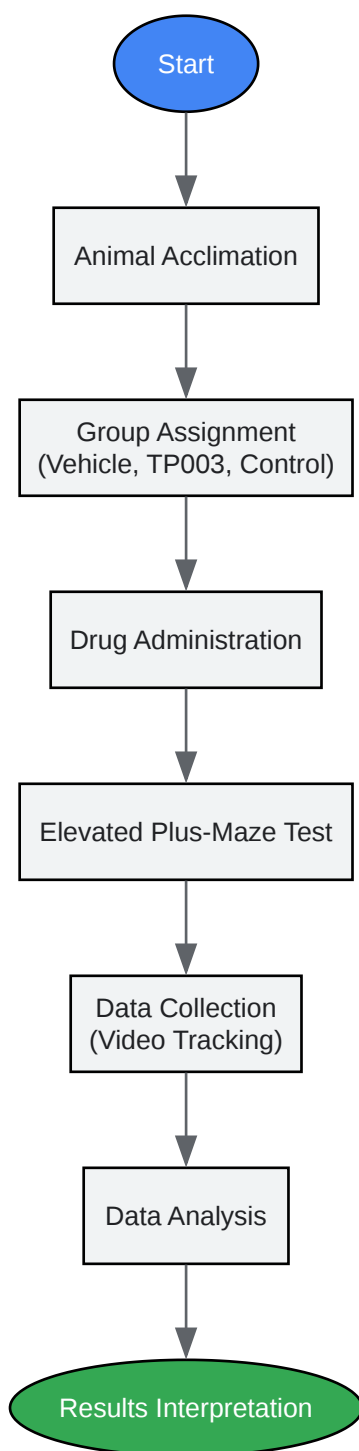 Start
Animal Acclimation
Group Assignment
(Vehicle, TP003, Control)
Drug Administration
Elevated Plus-Maze Test
Data Collection
(Video Tracking)
Data Analysis
Results Interpretation